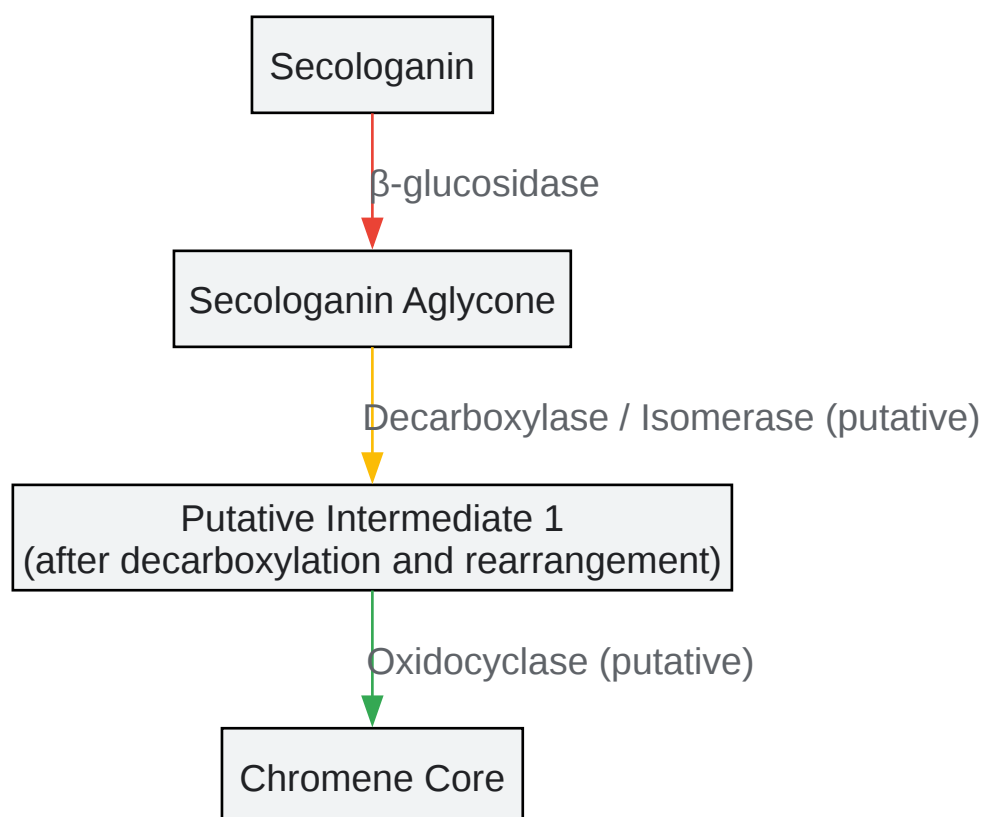 Secologanin
β-glucosidase
Secologanin Aglycone
Decarboxylase / Isomerase (putative)
Putative Intermediate 1
(after decarboxylation and rearrangement)
Oxidocyclase (putative)
Chromene Core